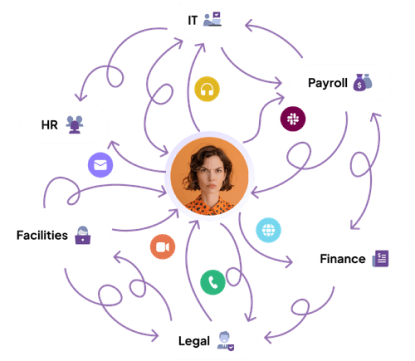 IT
Payroll
HR
Facilities
Finance
Legal